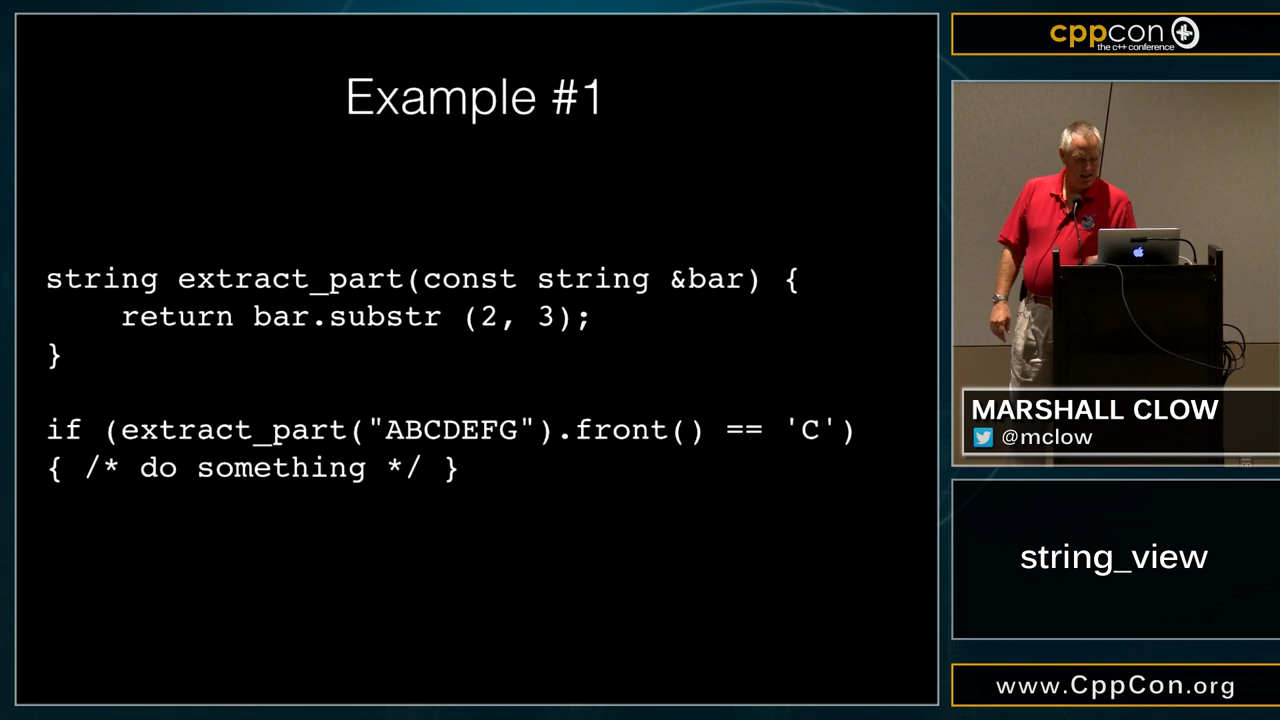 Example #1
string extract_part(const string &bar) {
return bar.substr (2, 3);
}
if (extract_part("ABCDEFG").front() == 'C')
{ /* do something */ }
cppcon
the c++ conference
MARSHALL CLOW
@mclow
string_view
www.CppCon.org